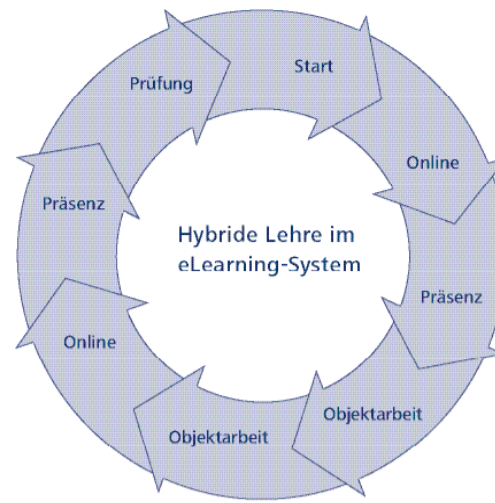 Start
Online
Präsenz
Objektarbeit
Objektarbeit
Online
Präsenz
Prüfung
Hybride Lehre im
eLearning-System